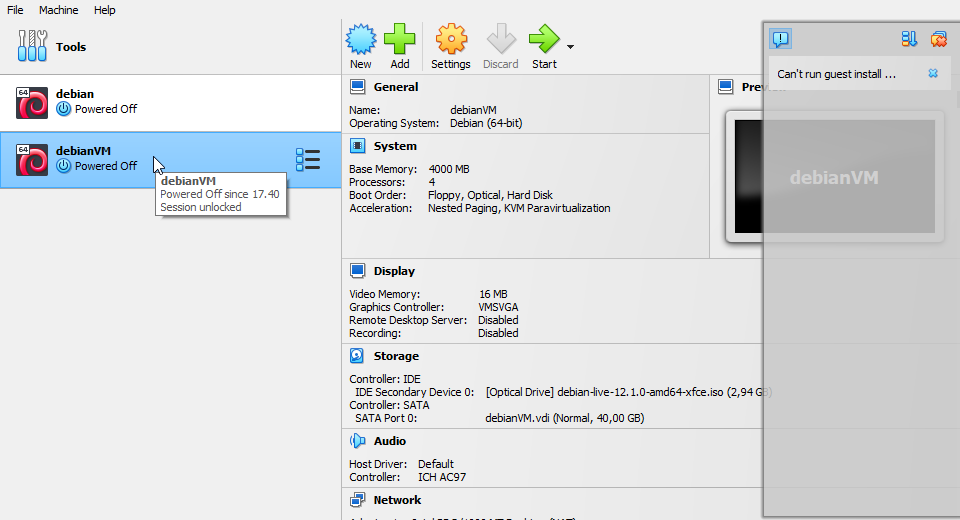 File Machine Help
Tools
New Add Settings Discard Start
64 debian
Powered Off
64 debianVM
Powered Off
debianVM
Powered Off since 17.40
Session unlocked
General
Name: debianVM
Operating System: Debian (64-bit)
System
Base Memory: 4000 MB
Processors: 4
Boot Order: Floppy, Optical, Hard Disk
Acceleration: Nested Paging, KVM Paravirtualization
Display
Video Memory: 16 MB
Graphics Controller: VMSVGA
Remote Desktop Server: Disabled
Recording: Disabled
Storage
Controller: IDE
IDE Secondary Device 0: [Optical Drive] debian-live-12.1.0-amd64-xfce.iso (2,94 GB)
Controller: SATA
SATA Port 0: debianVM.vdi (Normal, 40,00 GB)
Audio
Host Driver: Default
Controller: ICH AC97
Network
debianVM
Can't run guest install ...